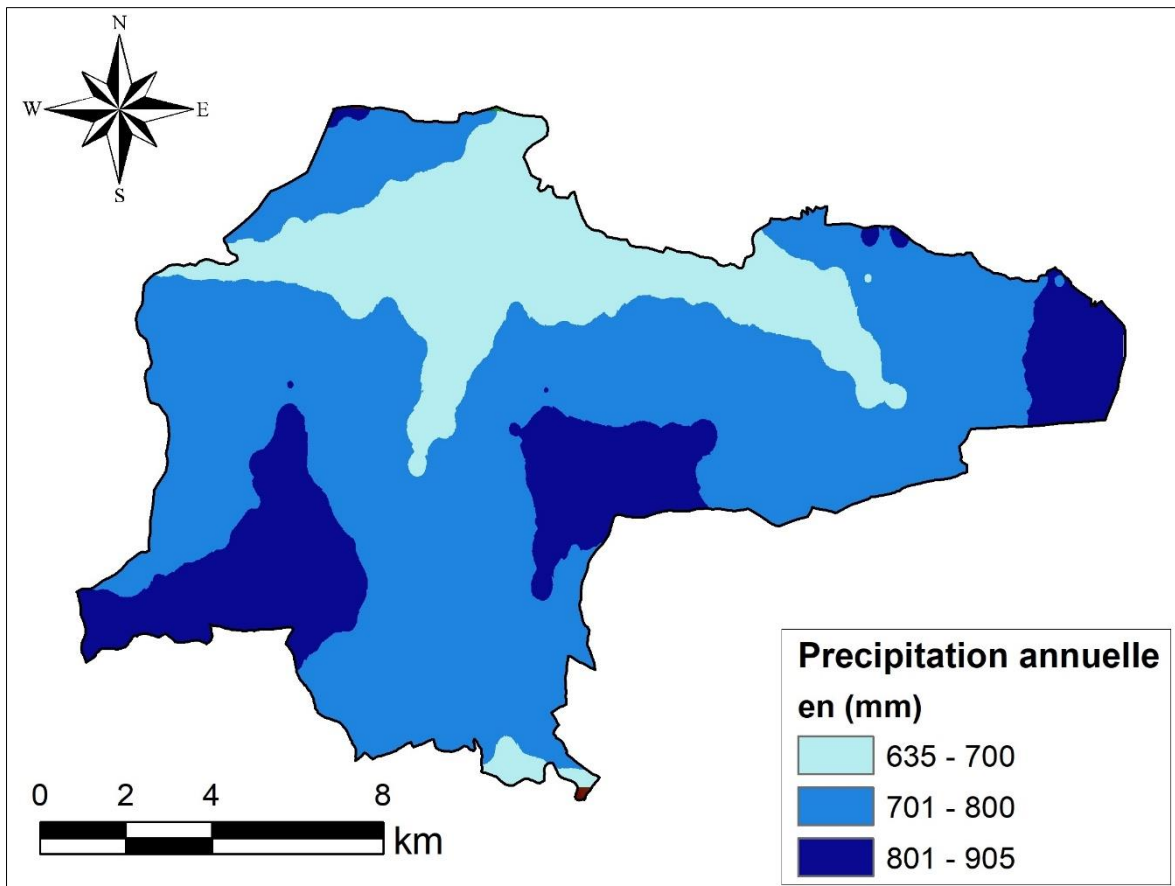 N
W E
S
Precipitation annuelle
en (mm)
635 - 700
701 - 800
801 - 905
0 2 4 8
km